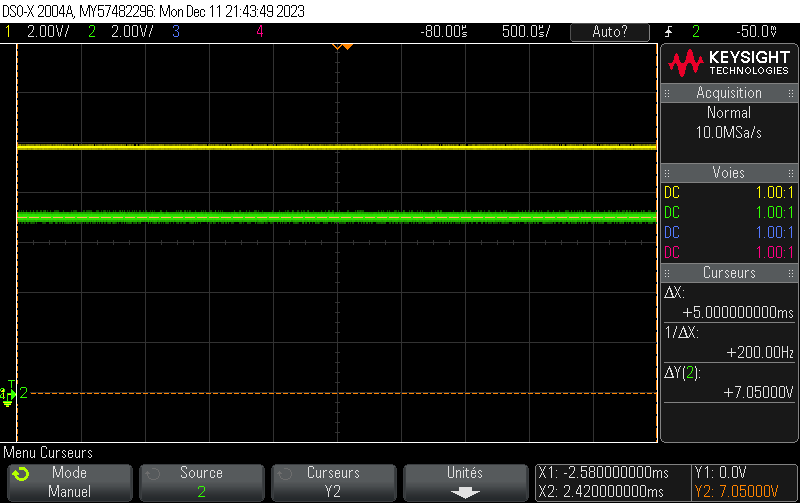 DSO-X 2004A, MY57482296: Mon Dec 11 21:43:49 2023
1 2.00V/ 2 2.00V/ 3 4 -80.00µs 500.0µs/ Auto? 2 -50.0mV
KEYSIGHT
TECHNOLOGIES
Acquisition
Normal
10.0MSa/s
Voies
DC 1.00:1
DC 1.00:1
DC 1.00:1
DC 1.00:1
Curseurs
ΔX:
+5.000000000ms
1/ΔX:
+200.00Hz
ΔY(2):
+7.05000V
T
2
Menu Curseurs
Mode
Manuel
Source
2
Curseurs
Y2
Unités
X1: -2.580000000ms
X2: 2.420000000ms
Y1: 0.0V
Y2: 7.05000V